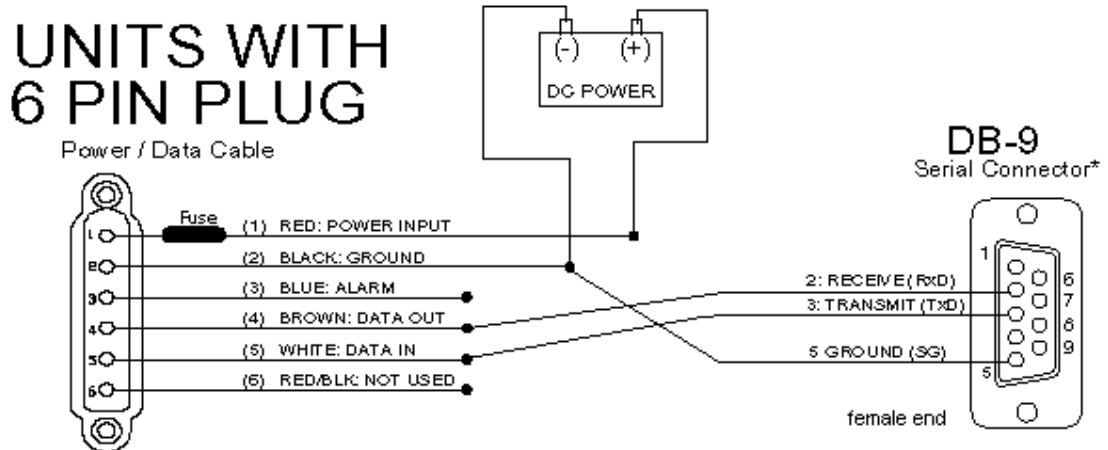 UNITS WITH
6 PIN PLUG
Power / Data Cable
(-) (+)
DC POWER
DB-9
Serial Connector*
Fuse
1 (1) RED: POWER INPUT
2 (2) BLACK: GROUND
3 (3) BLUE: ALARM
4 (4) BROWN: DATA OUT
5 (5) WHITE: DATA IN
6 (6) RED/BLK: NOT USED
2: RECEIVE (RxD)
3: TRANSMIT (TxD)
5 GROUND (SG)
1
6
7
8
9
5
female end